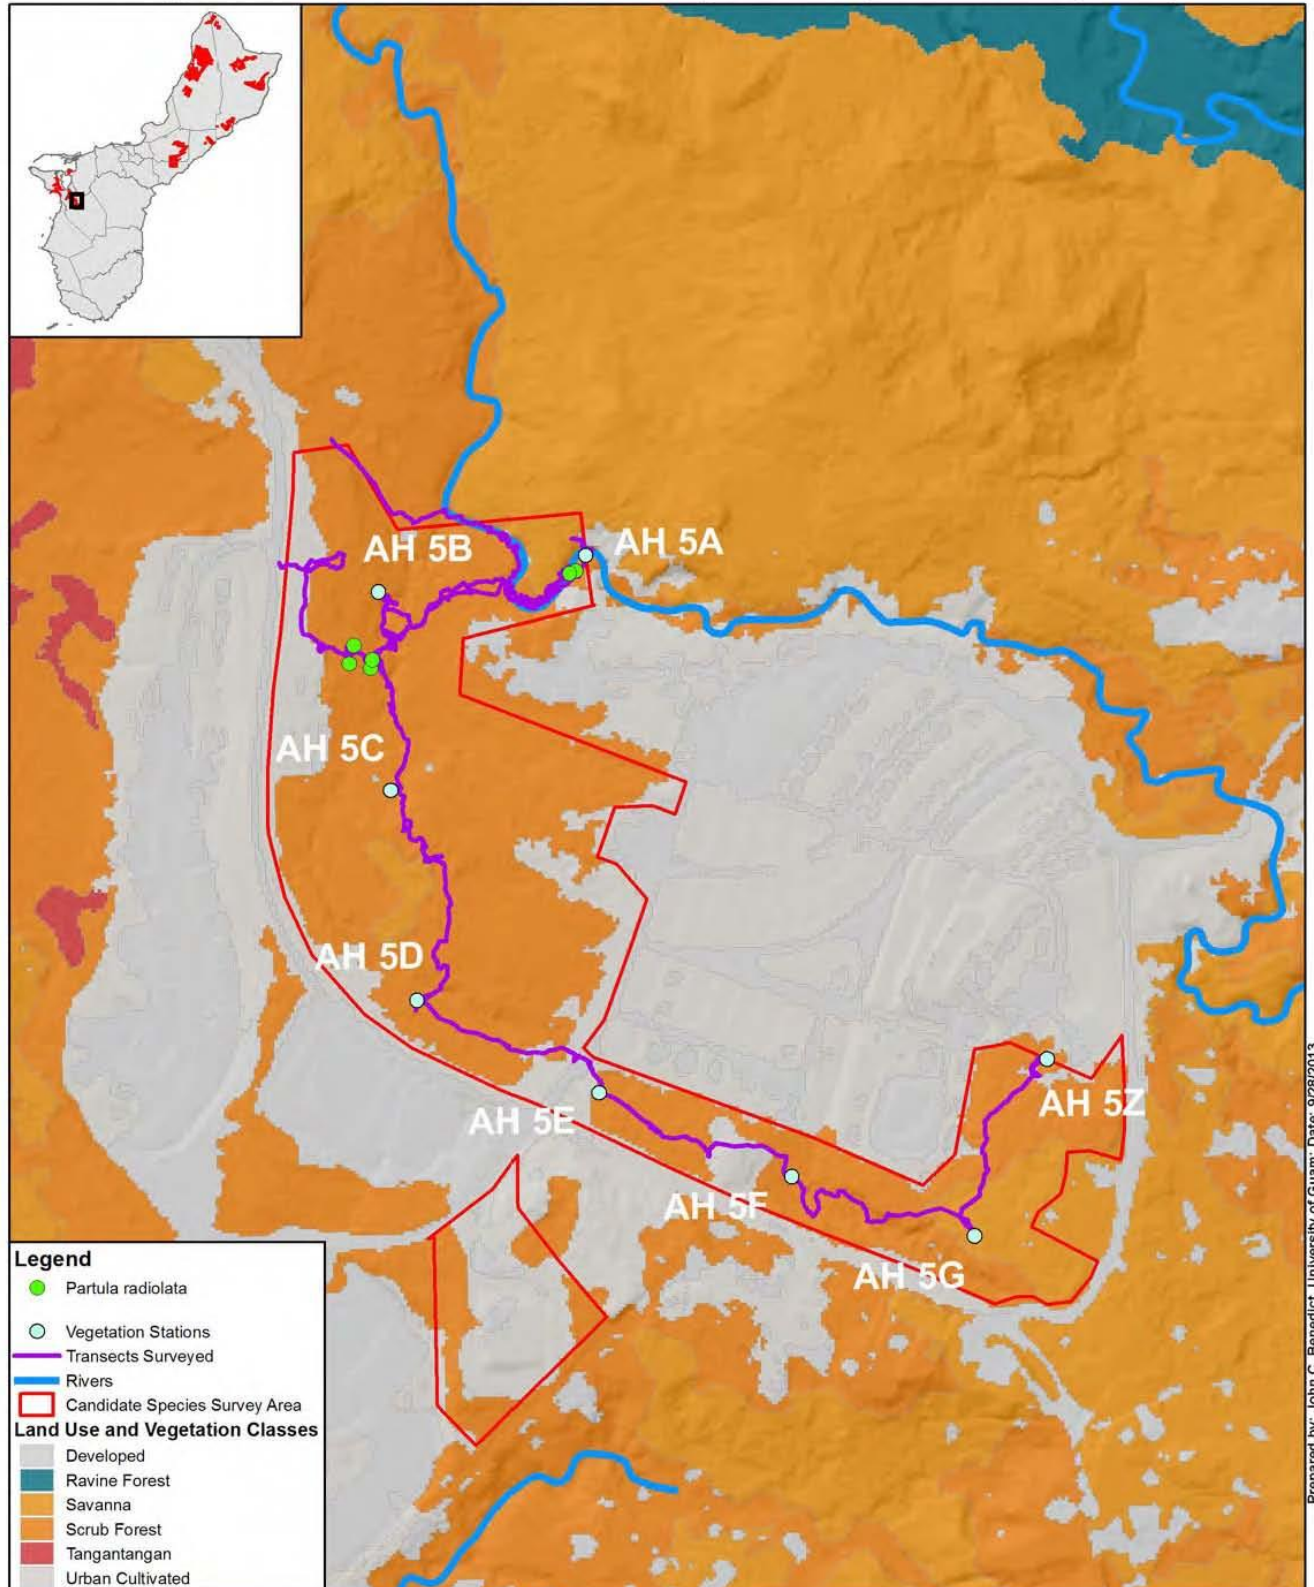 AH 5A
AH 5B
AH 5C
AH 5D
AH 5E
AH 5Z
AH 5F
AH 5G
Legend
Partula radiolata
Vegetation Stations
Transects Surveyed
Rivers
Candidate Species Survey Area
Land Use and Vegetation Classes
Developed
Ravine Forest
Savanna
Scrub Forest
Tangantangan
Urban Cultivated
Prepared by: John C. Benedict, University of Guam; Date: 9/28/2013